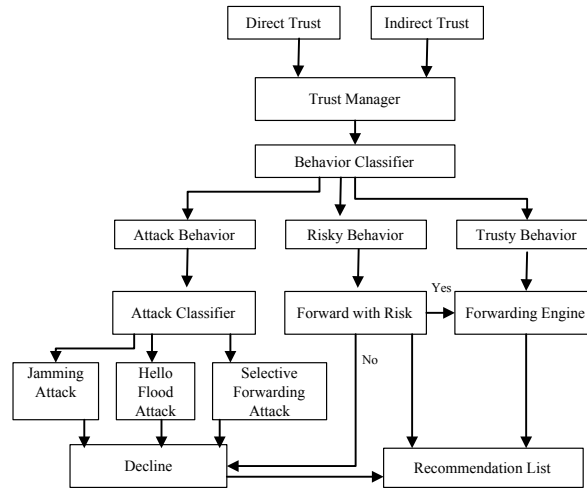 Direct Trust
Indirect Trust
Trust Manager
Behavior Classifier
Attack Behavior
Risky Behavior
Trusty Behavior
Yes
Attack Classifier
Forward with Risk
Forwarding Engine
No
Jamming
Attack
Hello
Flood
Attack
Selective
Forwarding
Attack
Decline
Recommendation List